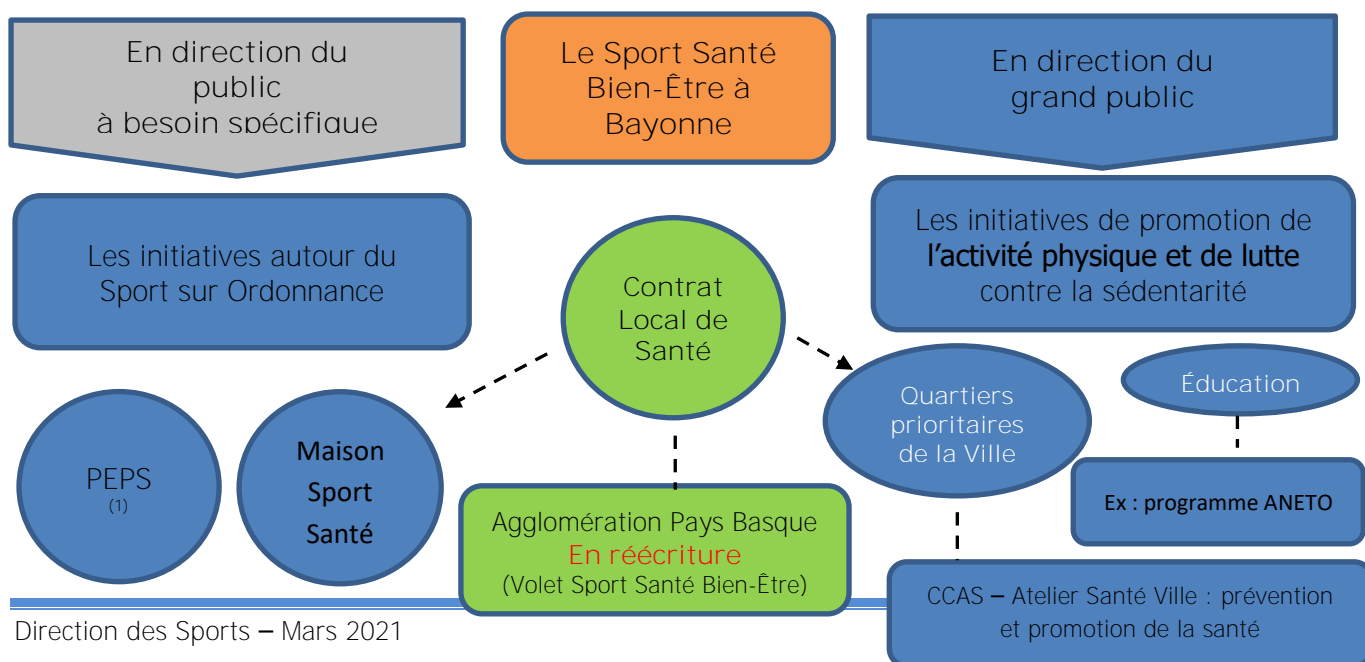 En direction du
public
à besoin spécifique
Le Sport Santé
Bien-Être à
Bayonne
En direction du
grand public
Les initiatives autour du
Sport sur Ordonnance
Contrat
Local de
Santé
Les initiatives de promotion de
l’activité physique et de lutte
contre la sédentarité
PEPS
(1)
Maison
Sport
Santé
Quartiers
prioritaires
de la Ville
Éducation
Ex : programme ANETO
Agglomération Pays Basque
En réécriture
(Volet Sport Santé Bien-Être)
CCAS – Atelier Santé Ville : prévention
et promotion de la santé
Direction des Sports – Mars 2021